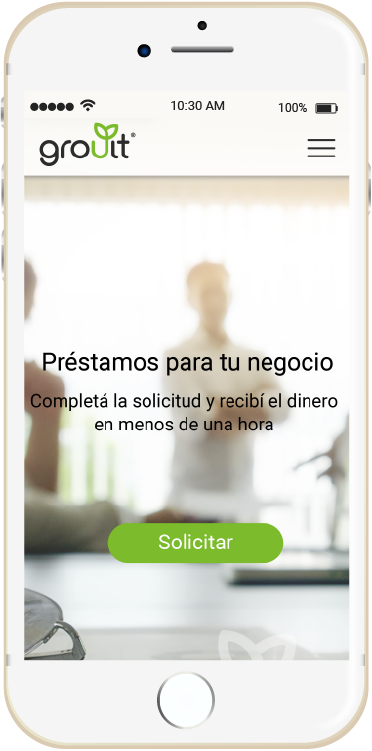 10:30 AM
100%
grouit®
Préstamos para tu negocio
Completá la solicitud y recibí el dinero
en menos de una hora
Solicitar